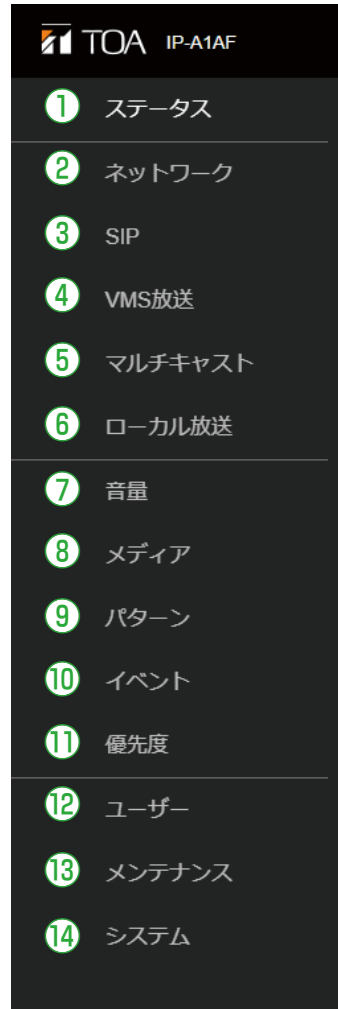 TOA IP-A1AF
① ステータス
② ネットワーク
③ SIP
④ VMS放送
⑤ マルチキャスト
⑥ ローカル放送
⑦ 音量
⑧ メディア
⑨ パターン
⑩ イベント
⑪ 優先度
⑫ ユーザー
⑬ メンテナンス
⑭ システム